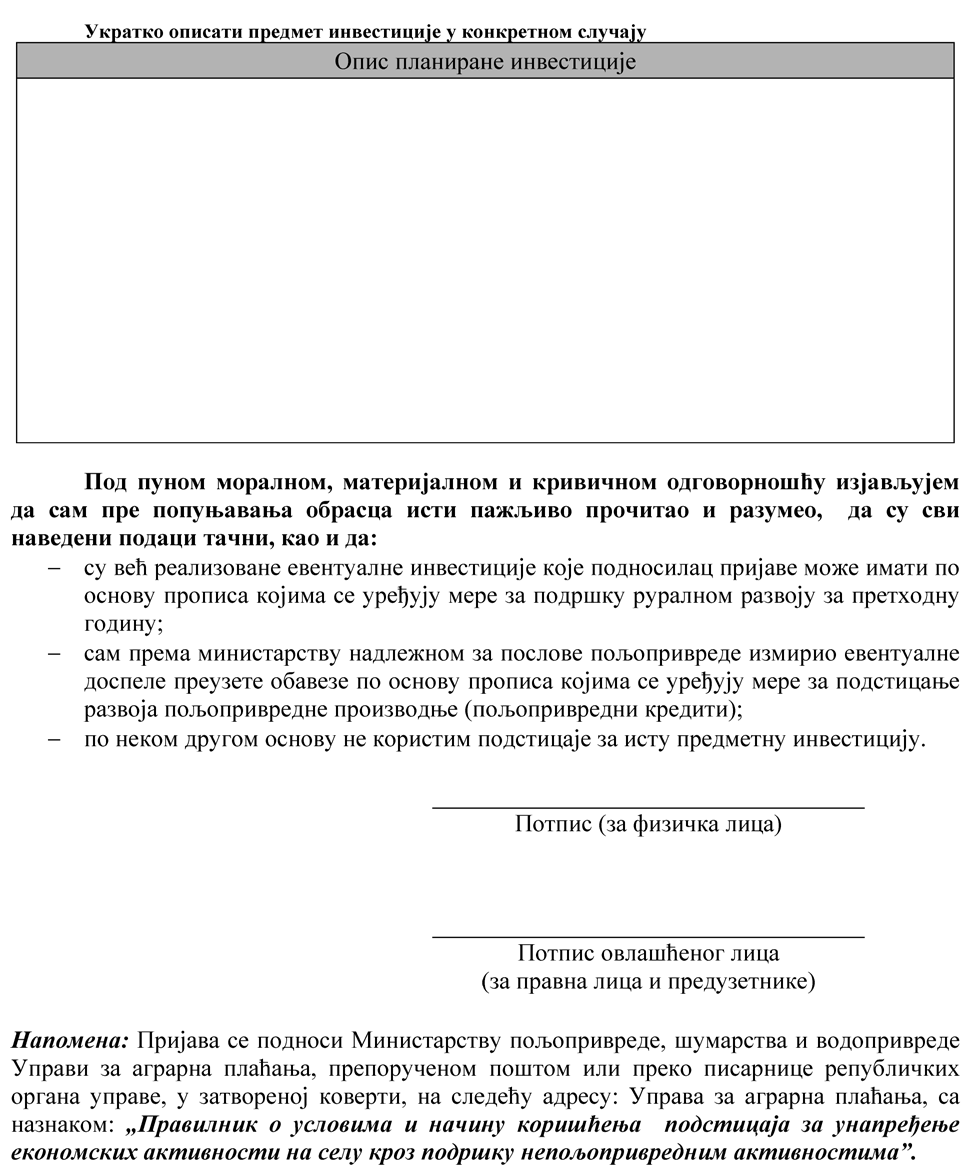 Укратко описати предмет инвестиције у конкретном случају
Опис планиране инвестиције
Под пуном моралном, материјалном и кривичном одговорношћу изјављујем
да сам пре попуњавања обрасца исти пажљиво прочитао и разумео, да су сви
наведени подаци тачни, као и да:
– су већ реализоване евентуалне инвестиције које подносилац пријаве може имати по
основу прописа којима се уређују мере за подршку руралном развоју за претходну
годину;
– сам према министарству надлежном за послове пољопривреде измирио евентуалне
доспеле преузете обавезе по основу прописа којима се уређују мере за подстицање
развоја пољопривредне производње (пољопривредни кредити);
– по неком другом основу не користим подстицаје за исту предметну инвестицију.
Потпис (за физичка лица)
Потпис овлашћеног лица
(за правна лица и предузетнике)
Напомена: Пријава се подноси Министарству пољопривреде, шумарства и водопривреде
Управи за аграрна плаћања, препорученом поштом или преко писарнице републичких
органа управе, у затвореној коверти, на следећу адресу: Управа за аграрна плаћања, са
назнаком: „Правилник о условима и начину коришћења подстицаја за унапређење
економских активности на селу кроз подршку непољопривредним активностима”.